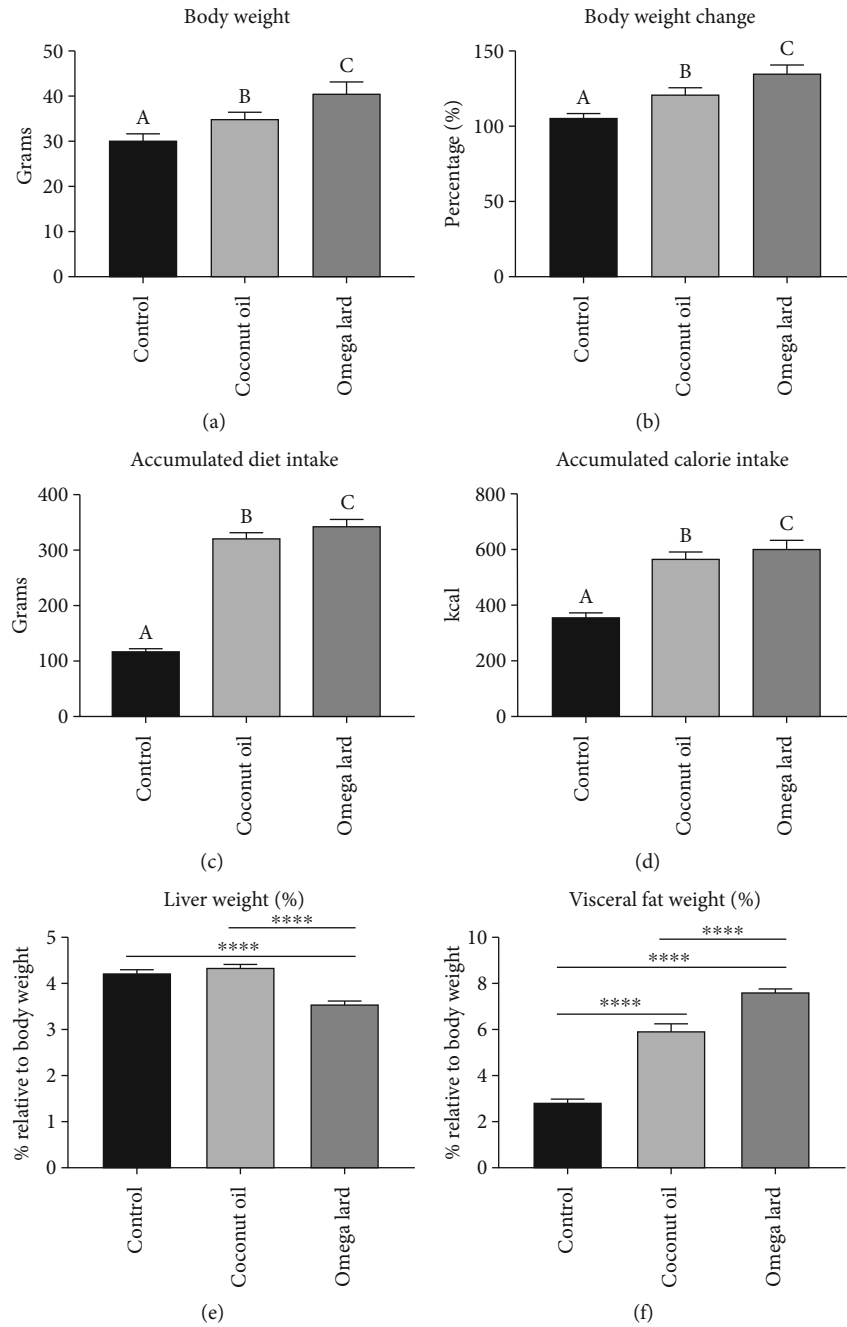 Body weight
50
40
30
20
10
0
Grams
A
B
C
Control
Coconut oil
Omega lard
(a)
Body weight change
150
100
50
0
Percentage (%)
A
B
C
Control
Coconut oil
Omega lard
(b)
Accumulated diet intake
400
300
200
100
0
Grams
A
B
C
Control
Coconut oil
Omega lard
(c)
Accumulated calorie intake
800
600
400
200
0
kcal
A
B
C
Control
Coconut oil
Omega lard
(d)
Liver weight (%)
5
4
3
2
1
0
% relative to body weight
****
****
Control
Coconut oil
Omega lard
(e)
Visceral fat weight (%)
10
8
6
4
2
0
% relative to body weight
****
****
****
Control
Coconut oil
Omega lard
(f)